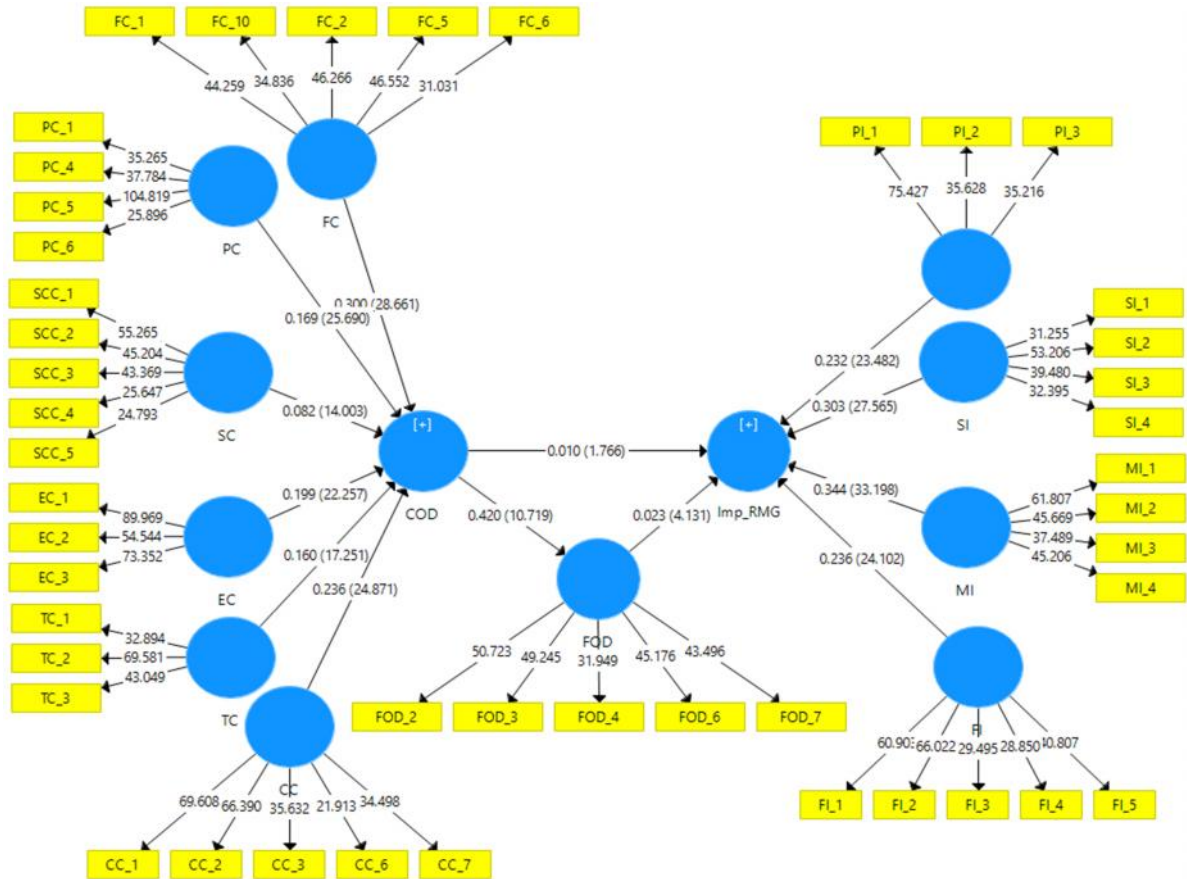 FC_1
FC_10
FC_2
FC_5
FC_6
44.259
34.836
46.266
46.552
31.031
FC
PC_1
PC_4
PC_5
PC_6
35.265
37.784
104.819
25.896
PC
0.300 (28.661)
0.169 (25.690)
SCC_1
SCC_2
SCC_3
SCC_4
SCC_5
55.265
45.204
43.369
25.647
24.793
SC
0.082 (14.003)
EC_1
EC_2
EC_3
89.969
54.544
73.352
EC
0.199 (22.257)
TC_1
TC_2
TC_3
32.894
69.581
43.049
TC
0.160 (17.251)
0.236 (24.871)
CC
69.608
66.390
35.632
21.913
34.498
CC_1
CC_2
CC_3
CC_6
CC_7
[+]
COD
0.010 (1.766)
0.420 (10.719)
0.023 (4.131)
FOD
50.723
49.245
31.949
45.176
43.496
FOD_2
FOD_3
FOD_4
FOD_6
FOD_7
[+]
Imp_RMG
PI_1
PI_2
PI_3
75.427
35.628
35.216
0.232 (23.482)
0.303 (27.565)
SI_1
SI_2
SI_3
SI_4
31.255
53.206
39.480
32.395
SI
0.344 (33.198)
MI_1
MI_2
MI_3
MI_4
61.807
45.669
37.489
45.206
MI
0.236 (24.102)
FI
66.022
29.495
28.850
40.807
FI_1
FI_2
FI_3
FI_4
FI_5